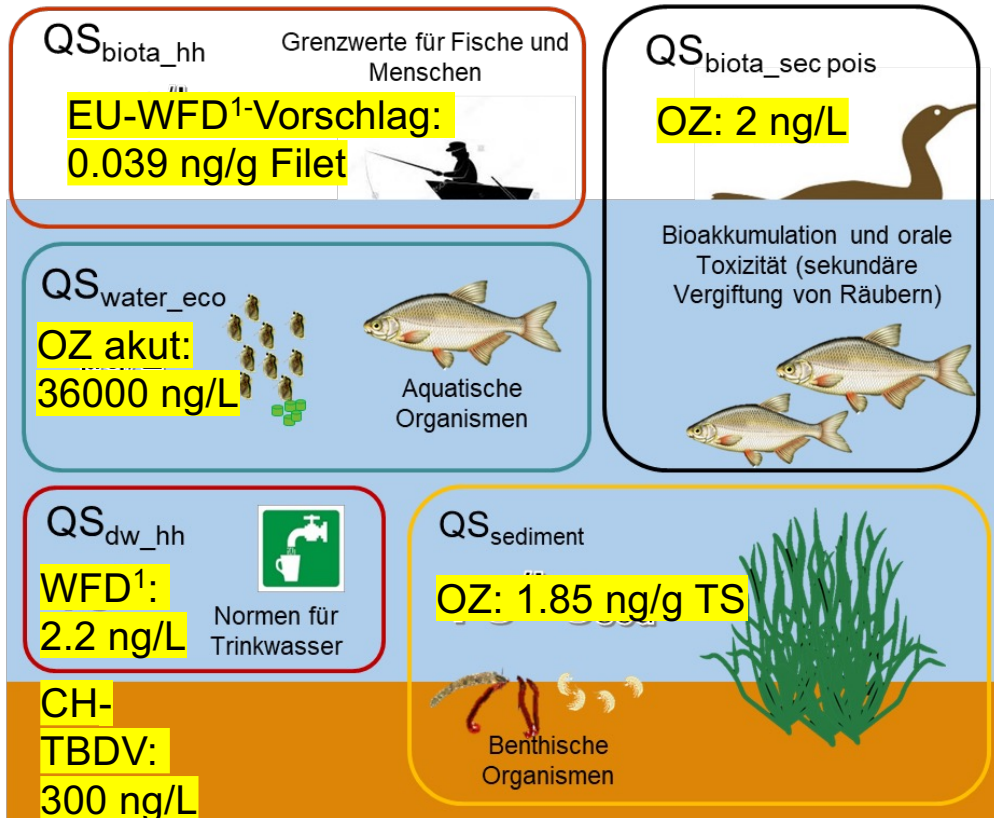 QSbiota_hh
Grenzwerte für Fische und
Menschen
EU-WFD¹-Vorschlag:
0.039 ng/g Filet
QSbiota_sec pois
OZ: 2 ng/L
Bioakkumulation und orale
Toxizität (sekundäre
Vergiftung von Räubern)
QSwater_eco
OZ akut:
36000 ng/L
Aquatische
Organismen
QSdw_hh
WFD¹:
2.2 ng/L
Normen für
Trinkwasser
CH-
TBDV:
300 ng/L
QSsediment
OZ: 1.85 ng/g TS
Benthische
Organismen